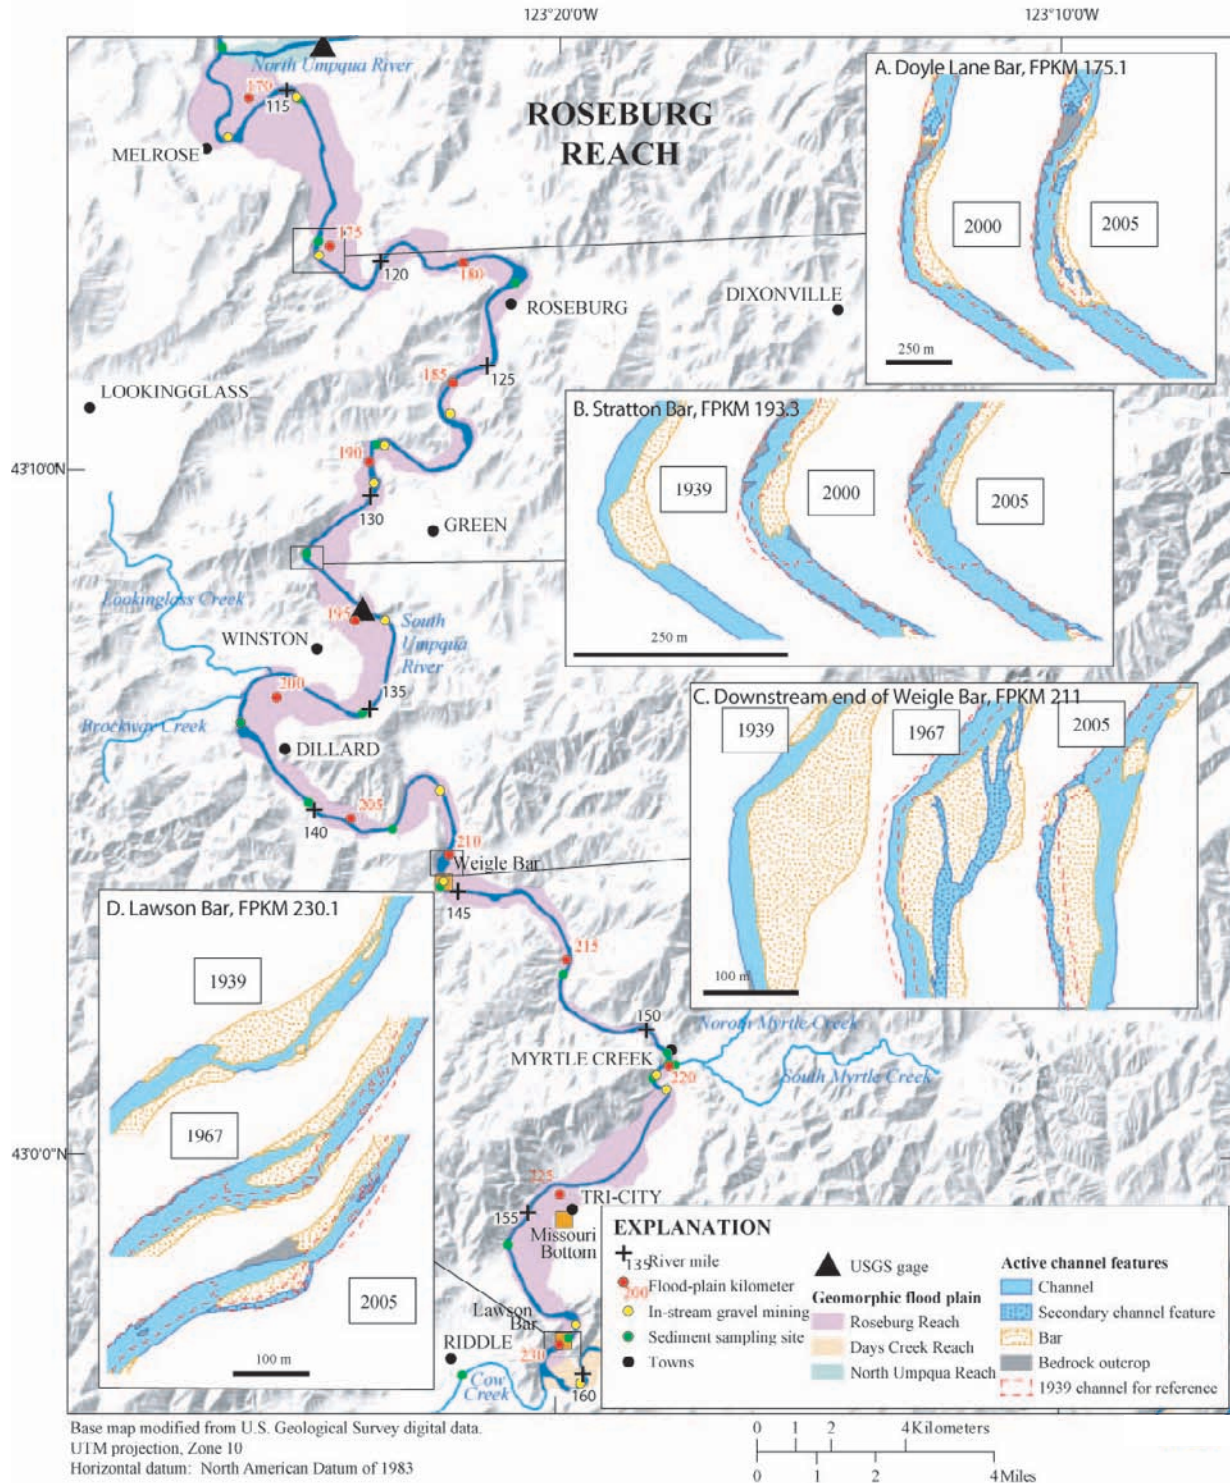 123°20'0"W
123°10'0"W
North Umpqua River
170
115
MELROSE
ROSEBURG
REACH
A. Doyle Lane Bar, FPKM 175.1
2000
2005
250 m
175
120
180
ROSEBURG
DIXONVILLE
125
185
LOOKINGGLASS
B. Stratton Bar, FPKM 193.3
1939
2000
2005
250 m
43°10'0"N
190
130
GREEN
Lookinglass Creek
195
South
Umpqua
River
WINSTON
200
135
Brockway Creek
DILLARD
C. Downstream end of Weigle Bar, FPKM 211
1939
1967
2005
100 m
205
140
210
Weigle Bar
145
D. Lawson Bar, FPKM 230.1
1939
1967
2005
100 m
215
150
Noroth Myrtle Creek
MYRTLE CREEK
220
South Myrtle Creek
43°0'0"N
225
TRI-CITY
155
Missouri
Bottom
Lawson
Bar
RIDDLE
230
Cow
Creek
160
EXPLANATION
135 River mile
200 Flood-plain kilometer
In-stream gravel mining
Sediment sampling site
Towns
USGS gage
Geomorphic flood plain
Roseburg Reach
Days Creek Reach
North Umpqua Reach
Active channel features
Channel
Secondary channel feature
Bar
Bedrock outcrop
1939 channel for reference
Base map modified from U.S. Geological Survey digital data.
UTM projection, Zone 10
Horizontal datum: North American Datum of 1983
0 1 2 4 Kilometers
0 1 2 4 Miles